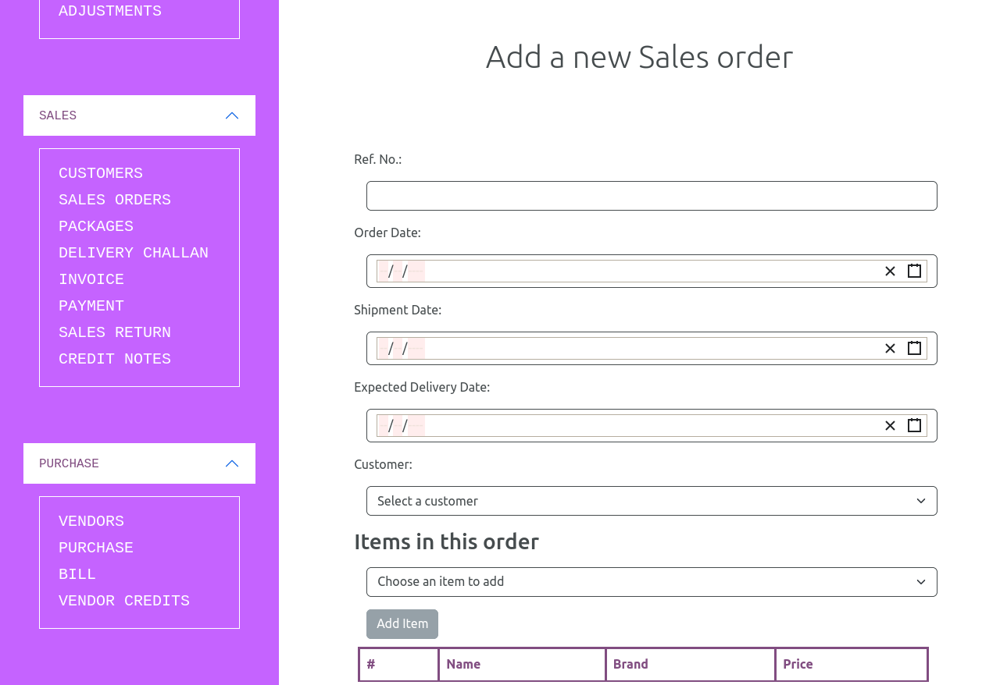 ADJUSTMENTS
SALES
CUSTOMERS
SALES ORDERS
PACKAGES
DELIVERY CHALLAN
INVOICE
PAYMENT
SALES RETURN
CREDIT NOTES
PURCHASE
VENDORS
PURCHASE
BILL
VENDOR CREDITS
Add a new Sales order
Ref. No.:
Order Date:
/ /
Shipment Date:
/ /
Expected Delivery Date:
/ /
Customer:
Select a customer
Items in this order
Choose an item to add
Add Item
# Name Brand Price